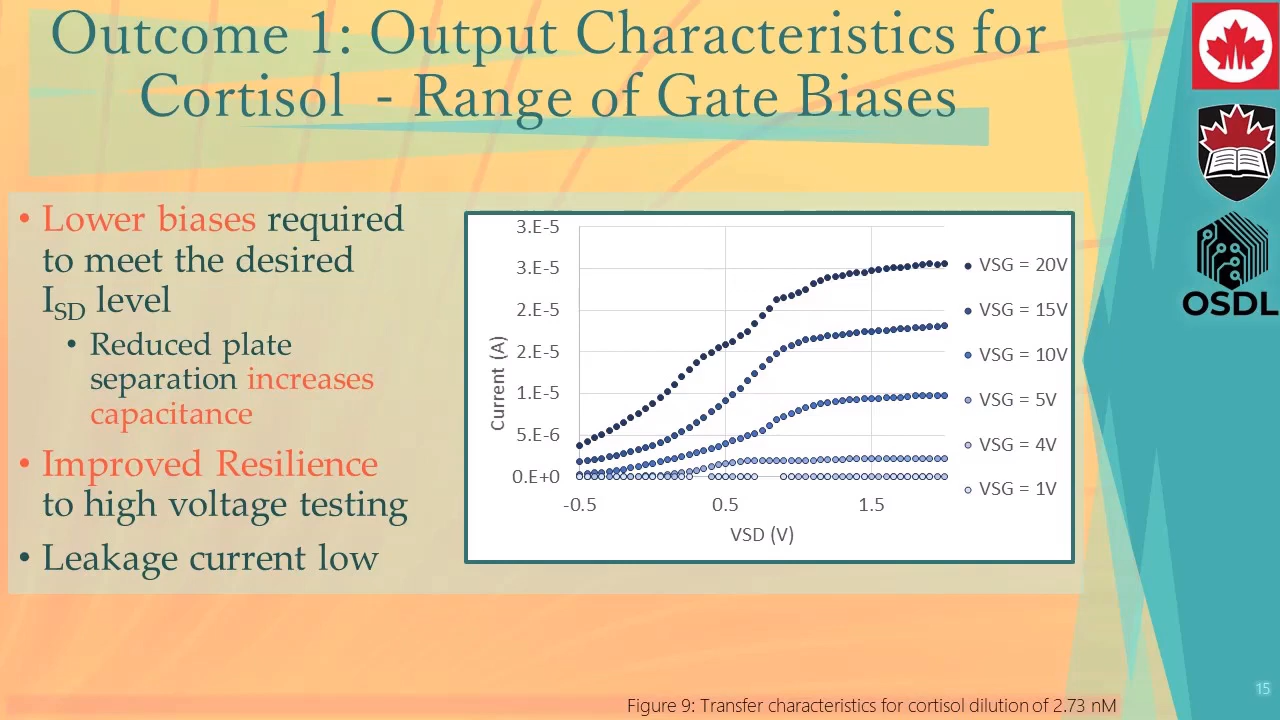 Outcome 1: Output Characteristics for
Cortisol - Range of Gate Biases
• Lower biases required
to meet the desired
ISD level
• Reduced plate
separation increases
capacitance
• Improved Resilience
to high voltage testing
• Leakage current low
3.E-5
3.E-5
2.E-5
2.E-5
1.E-5
5.E-6
0.E+0
Current (A)
-0.5 0.5 1.5
VSD (V)
VSG = 20V
VSG = 15V
VSG = 10V
VSG = 5V
VSG = 4V
VSG = 1V
OSDL
15
Figure 9: Transfer characteristics for cortisol dilution of 2.73 nM